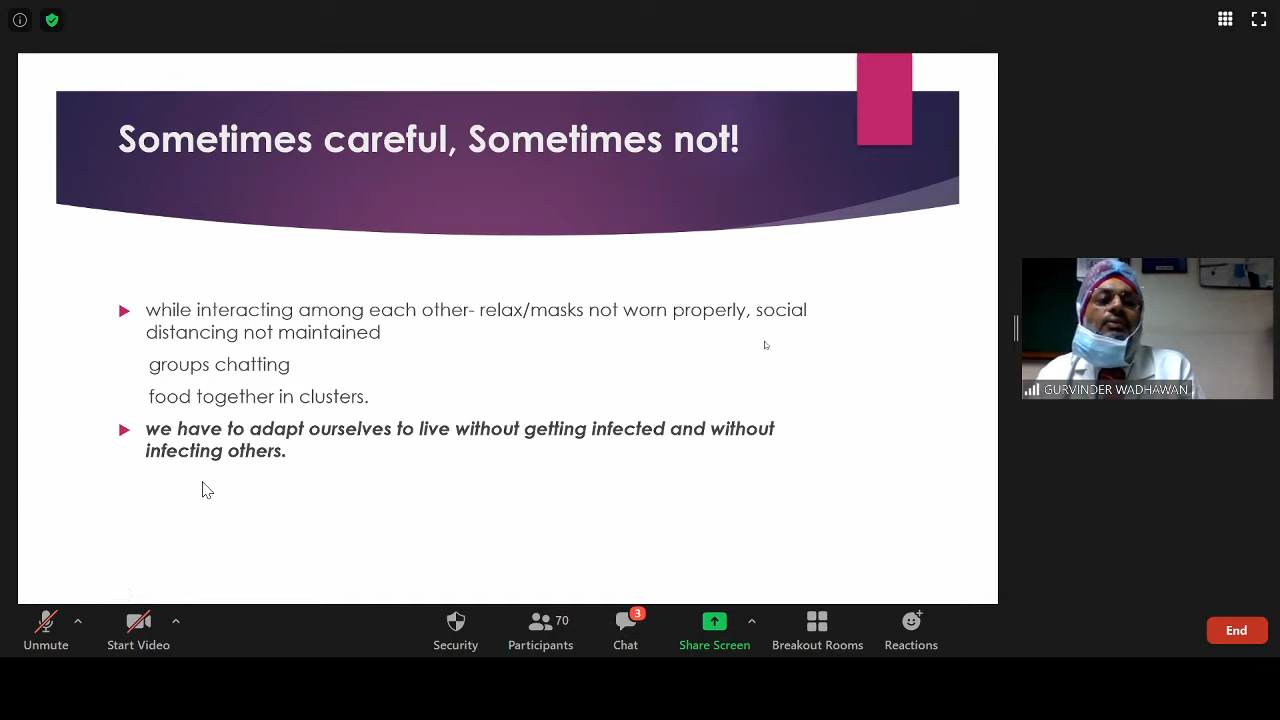 Sometimes careful, Sometimes not!
while interacting among each other- relax/masks not worn properly, social
distancing not maintained
groups chatting
food together in clusters.
we have to adapt ourselves to live without getting infected and without
infecting others.
GURVINDER WADHAWAN
Unmute
Start Video
Security
70
Participants
3
Chat
Share Screen
Breakout Rooms
Reactions
End